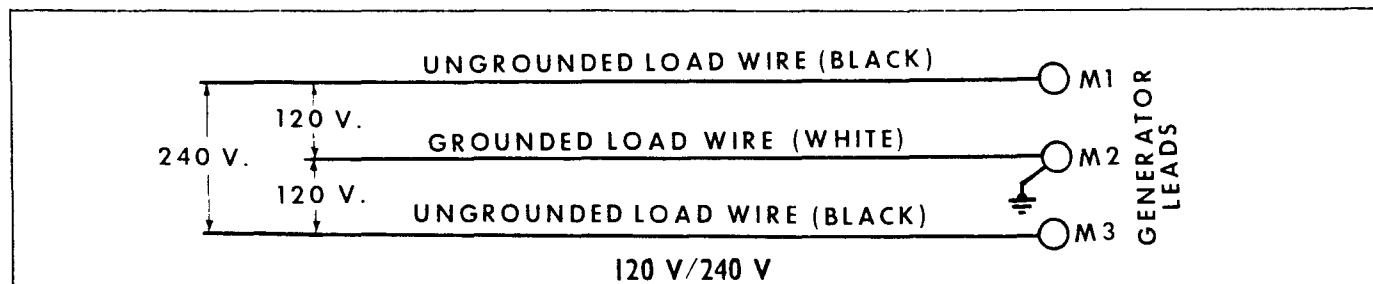 UNGROUNDED LOAD WIRE (BLACK)
M1
120 V.
GROUNDED LOAD WIRE (WHITE)
240 V.
M2
120 V.
UNGROUNDED LOAD WIRE (BLACK)
M3
GENERATOR
LEADS
120 V/240 V